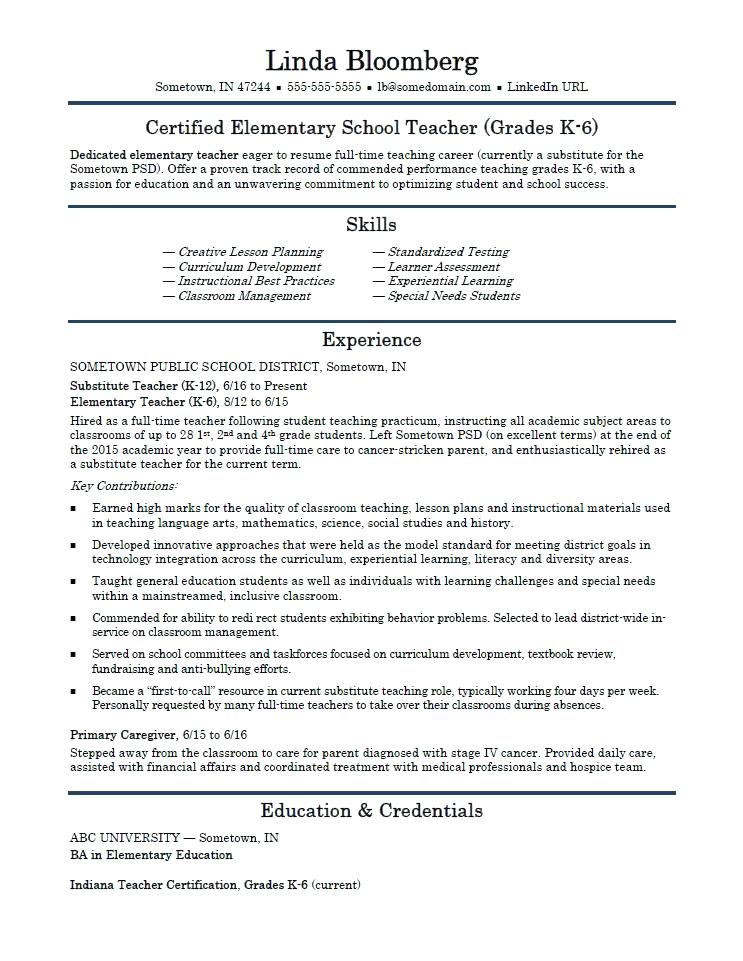 Linda Bloomberg
Sometown, IN 47244 ▪ 555-555-5555 ▪ lb@somedomain.com ▪ LinkedIn URL
Certified Elementary School Teacher (Grades K-6)
Dedicated elementary teacher eager to resume full-time teaching career (currently a substitute for the
Sometown PSD). Offer a proven track record of commended performance teaching grades K-6, with a
passion for education and an unwavering commitment to optimizing student and school success.
Skills
— Creative Lesson Planning
— Curriculum Development
— Instructional Best Practices
— Classroom Management
— Standardized Testing
— Learner Assessment
— Experiential Learning
— Special Needs Students
Experience
SOMETOWN PUBLIC SCHOOL DISTRICT, Sometown, IN
Substitute Teacher (K-12), 6/16 to Present
Elementary Teacher (K-6), 8/12 to 6/15
Hired as a full-time teacher following student teaching practicum, instructing all academic subject areas to
classrooms of up to 28 1st, 2nd and 4th grade students. Left Sometown PSD (on excellent terms) at the end of
the 2015 academic year to provide full-time care to cancer-stricken parent, and enthusiastically rehired as
a substitute teacher for the current term.
Key Contributions:
▪ Earned high marks for the quality of classroom teaching, lesson plans and instructional materials used
in teaching language arts, mathematics, science, social studies and history.
▪ Developed innovative approaches that were held as the model standard for meeting district goals in
technology integration across the curriculum, experiential learning, literacy and diversity areas.
▪ Taught general education students as well as individuals with learning challenges and special needs
within a mainstreamed, inclusive classroom.
▪ Commended for ability to redi rect students exhibiting behavior problems. Selected to lead district-wide in-
service on classroom management.
▪ Served on school committees and taskforces focused on curriculum development, textbook review,
fundraising and anti-bullying efforts.
▪ Became a “first-to-call” resource in current substitute teaching role, typically working four days per week.
Personally requested by many full-time teachers to take over their classrooms during absences.
Primary Caregiver, 6/15 to 6/16
Stepped away from the classroom to care for parent diagnosed with stage IV cancer. Provided daily care,
assisted with financial affairs and coordinated treatment with medical professionals and hospice team.
Education & Credentials
ABC UNIVERSITY — Sometown, IN
BA in Elementary Education
Indiana Teacher Certification, Grades K-6 (current)